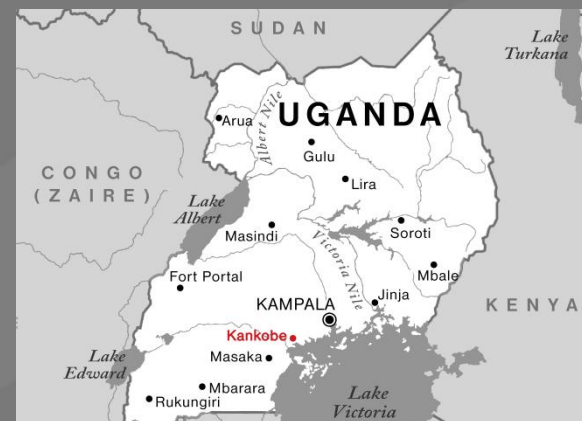 SUDAN
Lake
Turkana
Albert Nile
UGANDA
Arua
Gulu
CONGO
(ZAIRE)
Lira
Lake
Albert
Masindi
Victoria Nile
Soroti
Mbale
Fort Portal
KAMPALA
Jinja
KENYA
Kankobe
Lake
Edward
Masaka
Mbarara
Rukungiri
Lake
Victoria